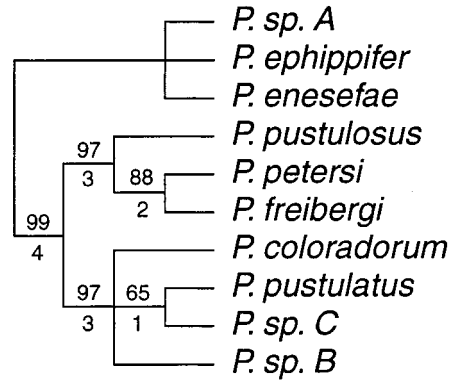 P. sp. A
P. ephippifer
P. enesefae
97
P. pustulosus
3
88
P. petersi
2
P. freibergi
99
4
P. coloradorum
97
65
P. pustulatus
3
1
P. sp. C
P. sp. B